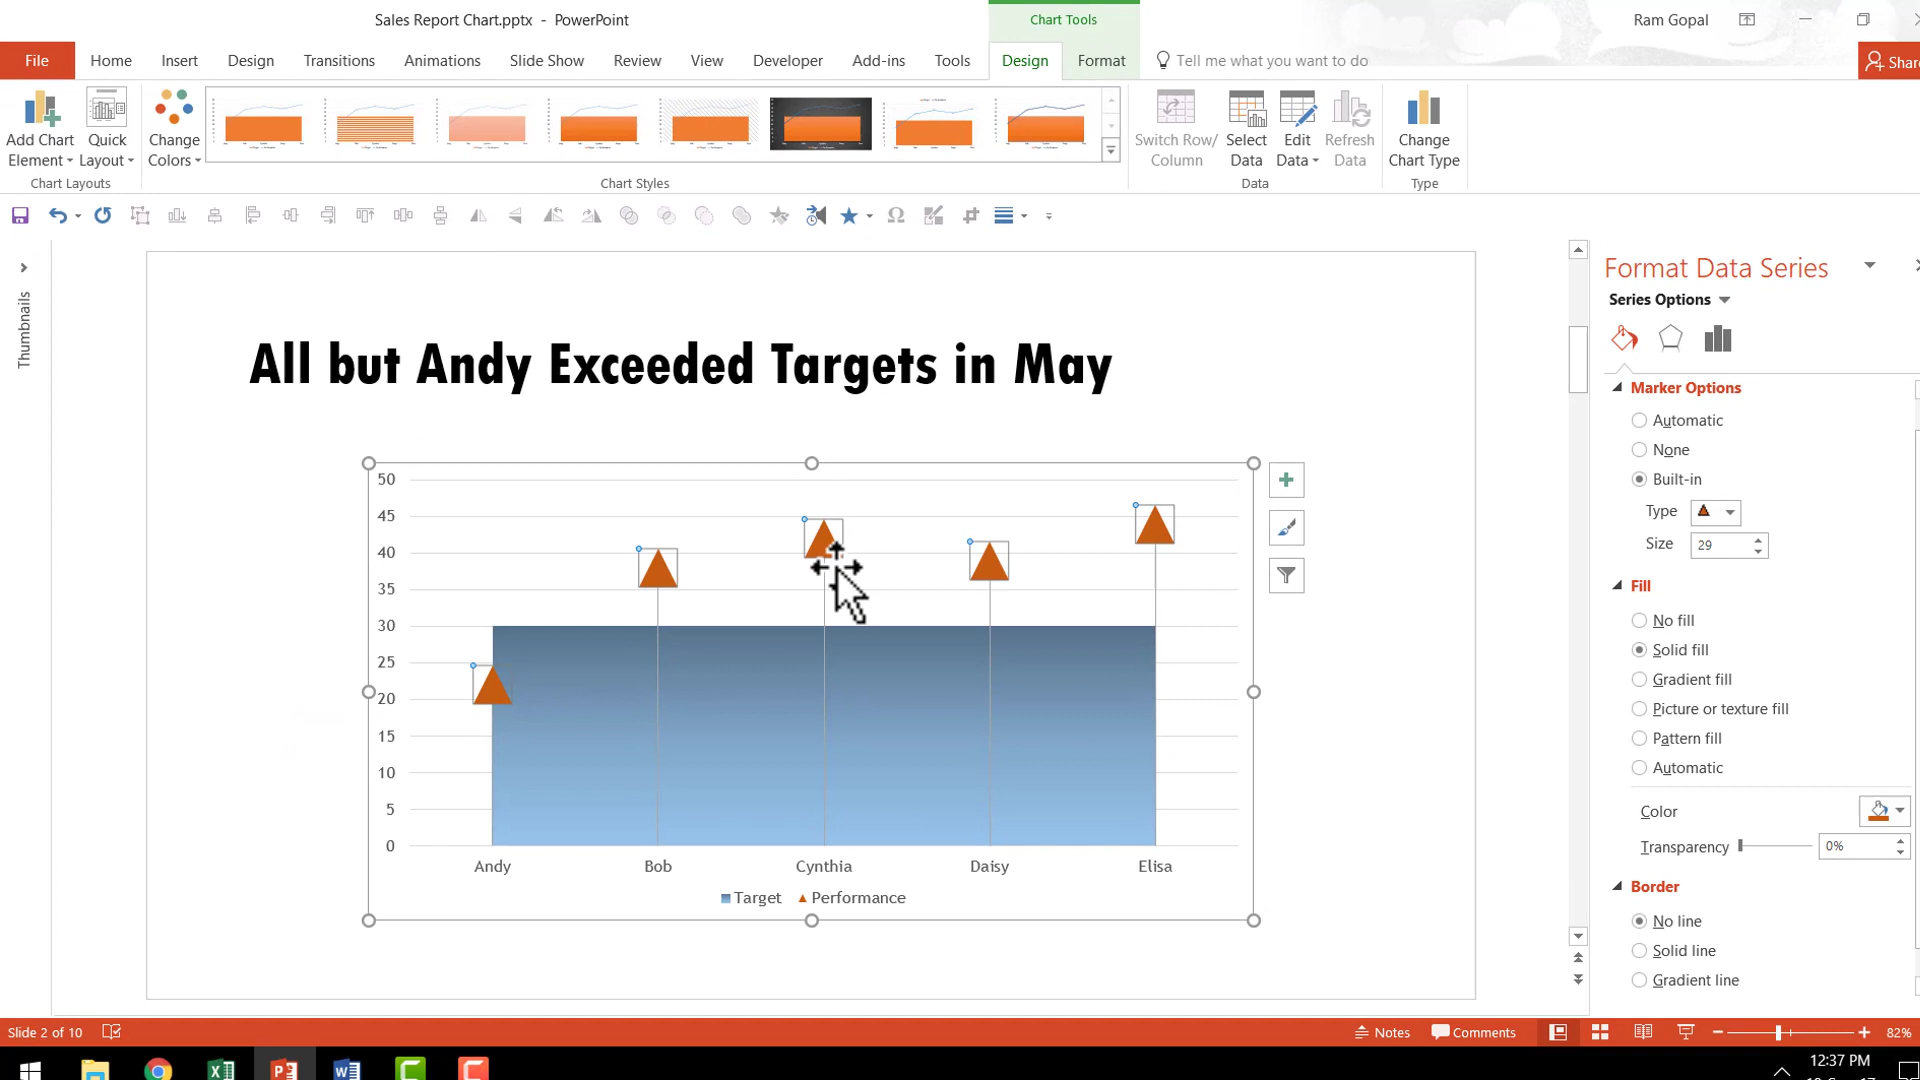 Sales Report Chart.pptx - PowerPoint
Chart Tools
Ram Gopal
File
Home
Insert
Design
Transitions
Animations
Slide Show
Review
View
Developer
Add-ins
Tools
Design
Format
Tell me what you want to do
Share
Add Chart Element
Quick Layout
Change Colors
Switch Row/ Column
Select Data
Edit Data
Refresh Data
Change Chart Type
Chart Layouts
Chart Styles
Data
Type
Thumbnails
All but Andy Exceeded Targets in May
50
45
40
35
30
25
20
15
10
5
0
Andy
Bob
Cynthia
Daisy
Elisa
Target
Performance
Format Data Series
Series Options
Marker Options
Automatic
None
Built-in
Type
Size
29
Fill
No fill
Solid fill
Gradient fill
Picture or texture fill
Pattern fill
Automatic
Color
Transparency
0%
Border
No line
Solid line
Gradient line
Slide 2 of 10
Notes
Comments
82%
12:37 PM